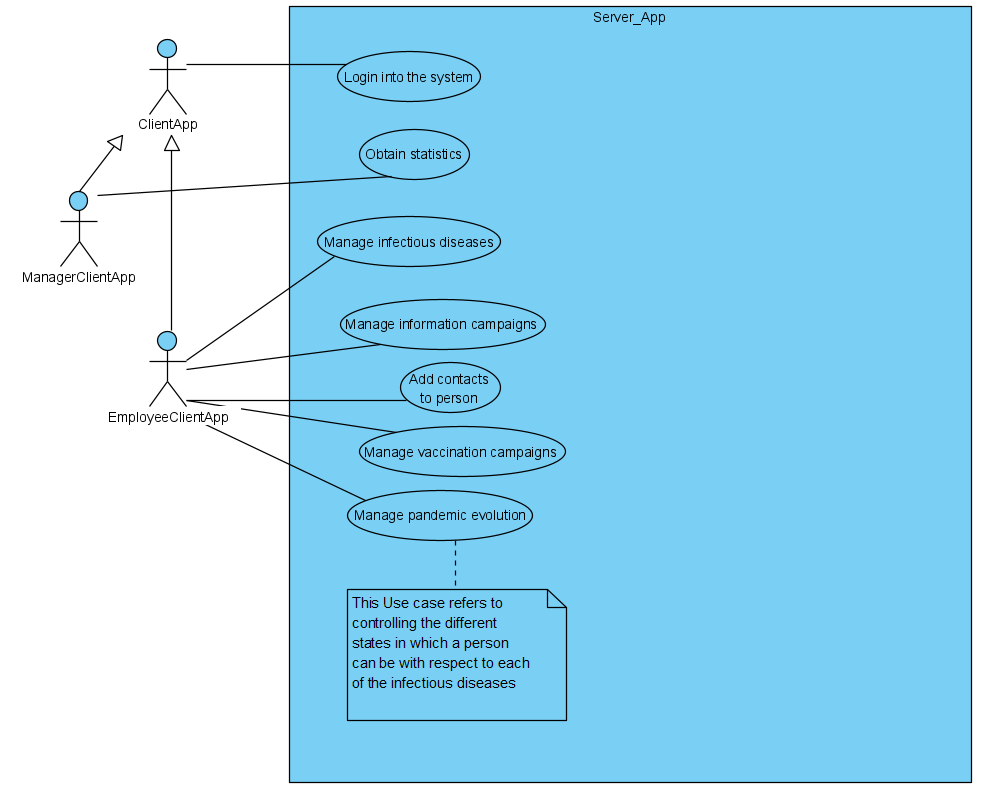 Server_App
Login into the system
ClientApp
Obtain statistics
Manage infectious diseases
ManagerClientApp
Manage information campaigns
Add contacts
to person
EmployeeClientApp
Manage vaccination campaigns
Manage pandemic evolution
This Use case refers to
controlling the different
states in which a person
can be with respect to each
of the infectious diseases